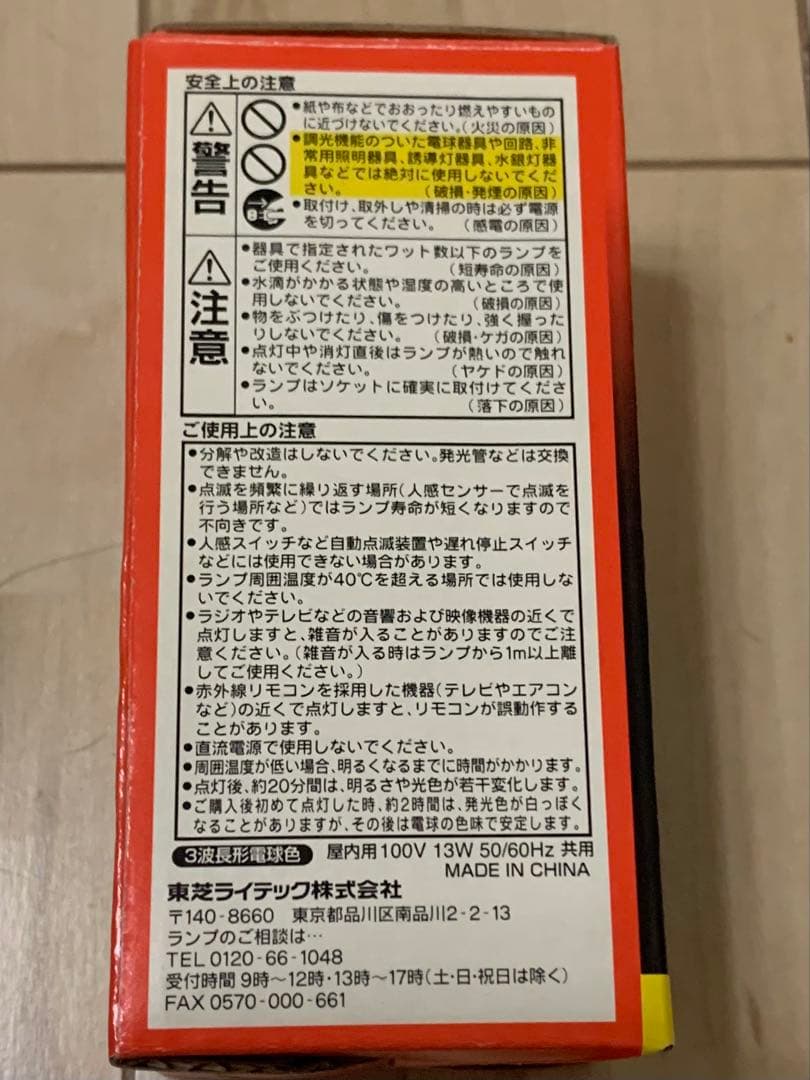 安全上の注意
警告
●紙や布などでおおったり燃えやすいもの
に近づけないでください。(火災の原因)
●調光機能のついた電球器具や回路、非
常用照明器具、誘導灯器具、水銀灯器
具などでは絶対に使用しないでくだ
さい。(破損・発煙の原因)
●取付け、取外しや清掃の時は必ず電源
を切ってください。(感電の原因)
注意
●器具で指定されたワット数以下のランプを
ご使用ください。(短寿命の原因)
●水滴がかかる状態や湿度の高いところで使
用しないでください。(破損の原因)
●物をぶつけたり、傷をつけたり、強く握った
りしないでください。(破損・ケガの原因)
●点灯中や消灯直後はランプが熱いので触れ
ないでください。(ヤケドの原因)
●ランプはソケットに確実に取付けてくださ
い。(落下の原因)
ご使用上の注意
●分解や改造はしないでください。発光管などは交換
できません。
●点滅を頻繁に繰り返す場所(人感センサーで点滅を
行う場所など)ではランプ寿命が短くなりますので
不向きです。
●人感スイッチなど自動点滅装置や遅れ停止スイッチ
などには使用できない場合があります。
●ランプ周囲温度が40℃を超える場所では使用しな
いでください。
●ラジオやテレビなどの音響および映像機器の近くで
点灯しますと、雑音が入ることがありますのでご注
意ください。(雑音が入る時はランプから1m以上離
してご使用ください。)
●赤外線リモコンを採用した機器(テレビやエアコン
など)の近くで点灯しますと、リモコンが誤動作する
ことがあります。
●直流電源で使用しないでください。
●周囲温度が低い場合、明るくなるまでに時間がかかります。
●点灯後、約20分間は、明るさや光色が若干変化します。
●ご購入後初めて点灯した時、約2時間は、発光色が白っぽく
なることがありますが、その後は電球の色味で安定します。
3波長形電球色 屋内用100V 13W 50/60Hz 共用
MADE IN CHINA
東芝ライテック株式会社
〒140-8660 東京都品川区南品川2-2-13
ランプのご相談は…
TEL 0120-66-1048
受付時間 9時〜12時・13時〜17時(土・日・祝日は除く)
FAX 0570-000-661